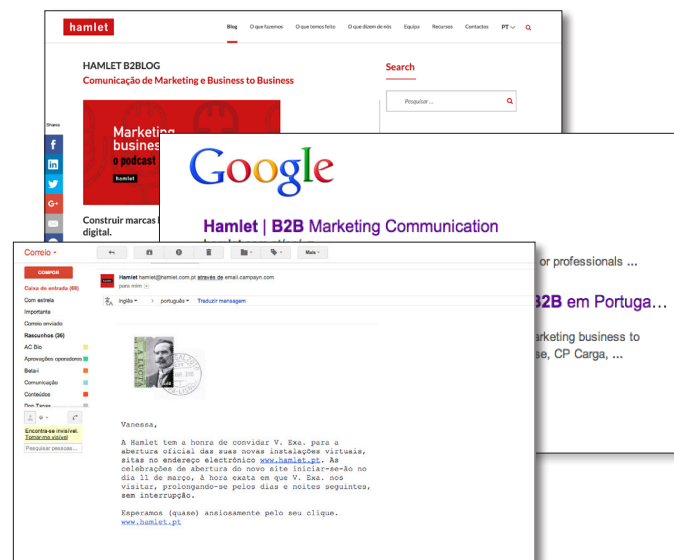 hamlet
Blog O que fazemos O que temos feito O que dizem de nós Equipa Recursos Contactos PT
HAMLET B2BLOG
Comunicação de Marketing e Business to Business
Search
Pesquisar ...
Shares
Marketing
busines
o podcast
hamlet
Construir marcas
digital.
Google
Hamlet | B2B Marketing Communication
or professionals ...
B2B em Portuga...
arketing business to
se, CP Carga, ...
Correio
Mais
COMPOR
Caixa de entrada (69)
Com estrela
Importante
Correio enviado
Rascunhos (36)
AC Bio
Aprovações operadores
Beta-i
Comunicação
Conteúdos
Encontra-se invisível.
Tornar-me visível
Pesquisar pessoas...
Hamlet hamlet@hamlet.com.pt através de email.campayn.com
para mim
inglês > português Traduzir mensagem
Vanessa,
A Hamlet tem a honra de convidar V. Exa. para a
abertura oficial das suas novas instalações virtuais,
sitas no endereço electrónico www.hamlet.pt. As
celebrações de abertura do novo site iniciar-se-ão no
dia 11 de março, à hora exata em que V. Exa. nos
visitar, prolongando-se pelos dias e noites seguintes,
sem interrupção.
Esperamos (quase) ansiosamente pelo seu clique.
www.hamlet.pt